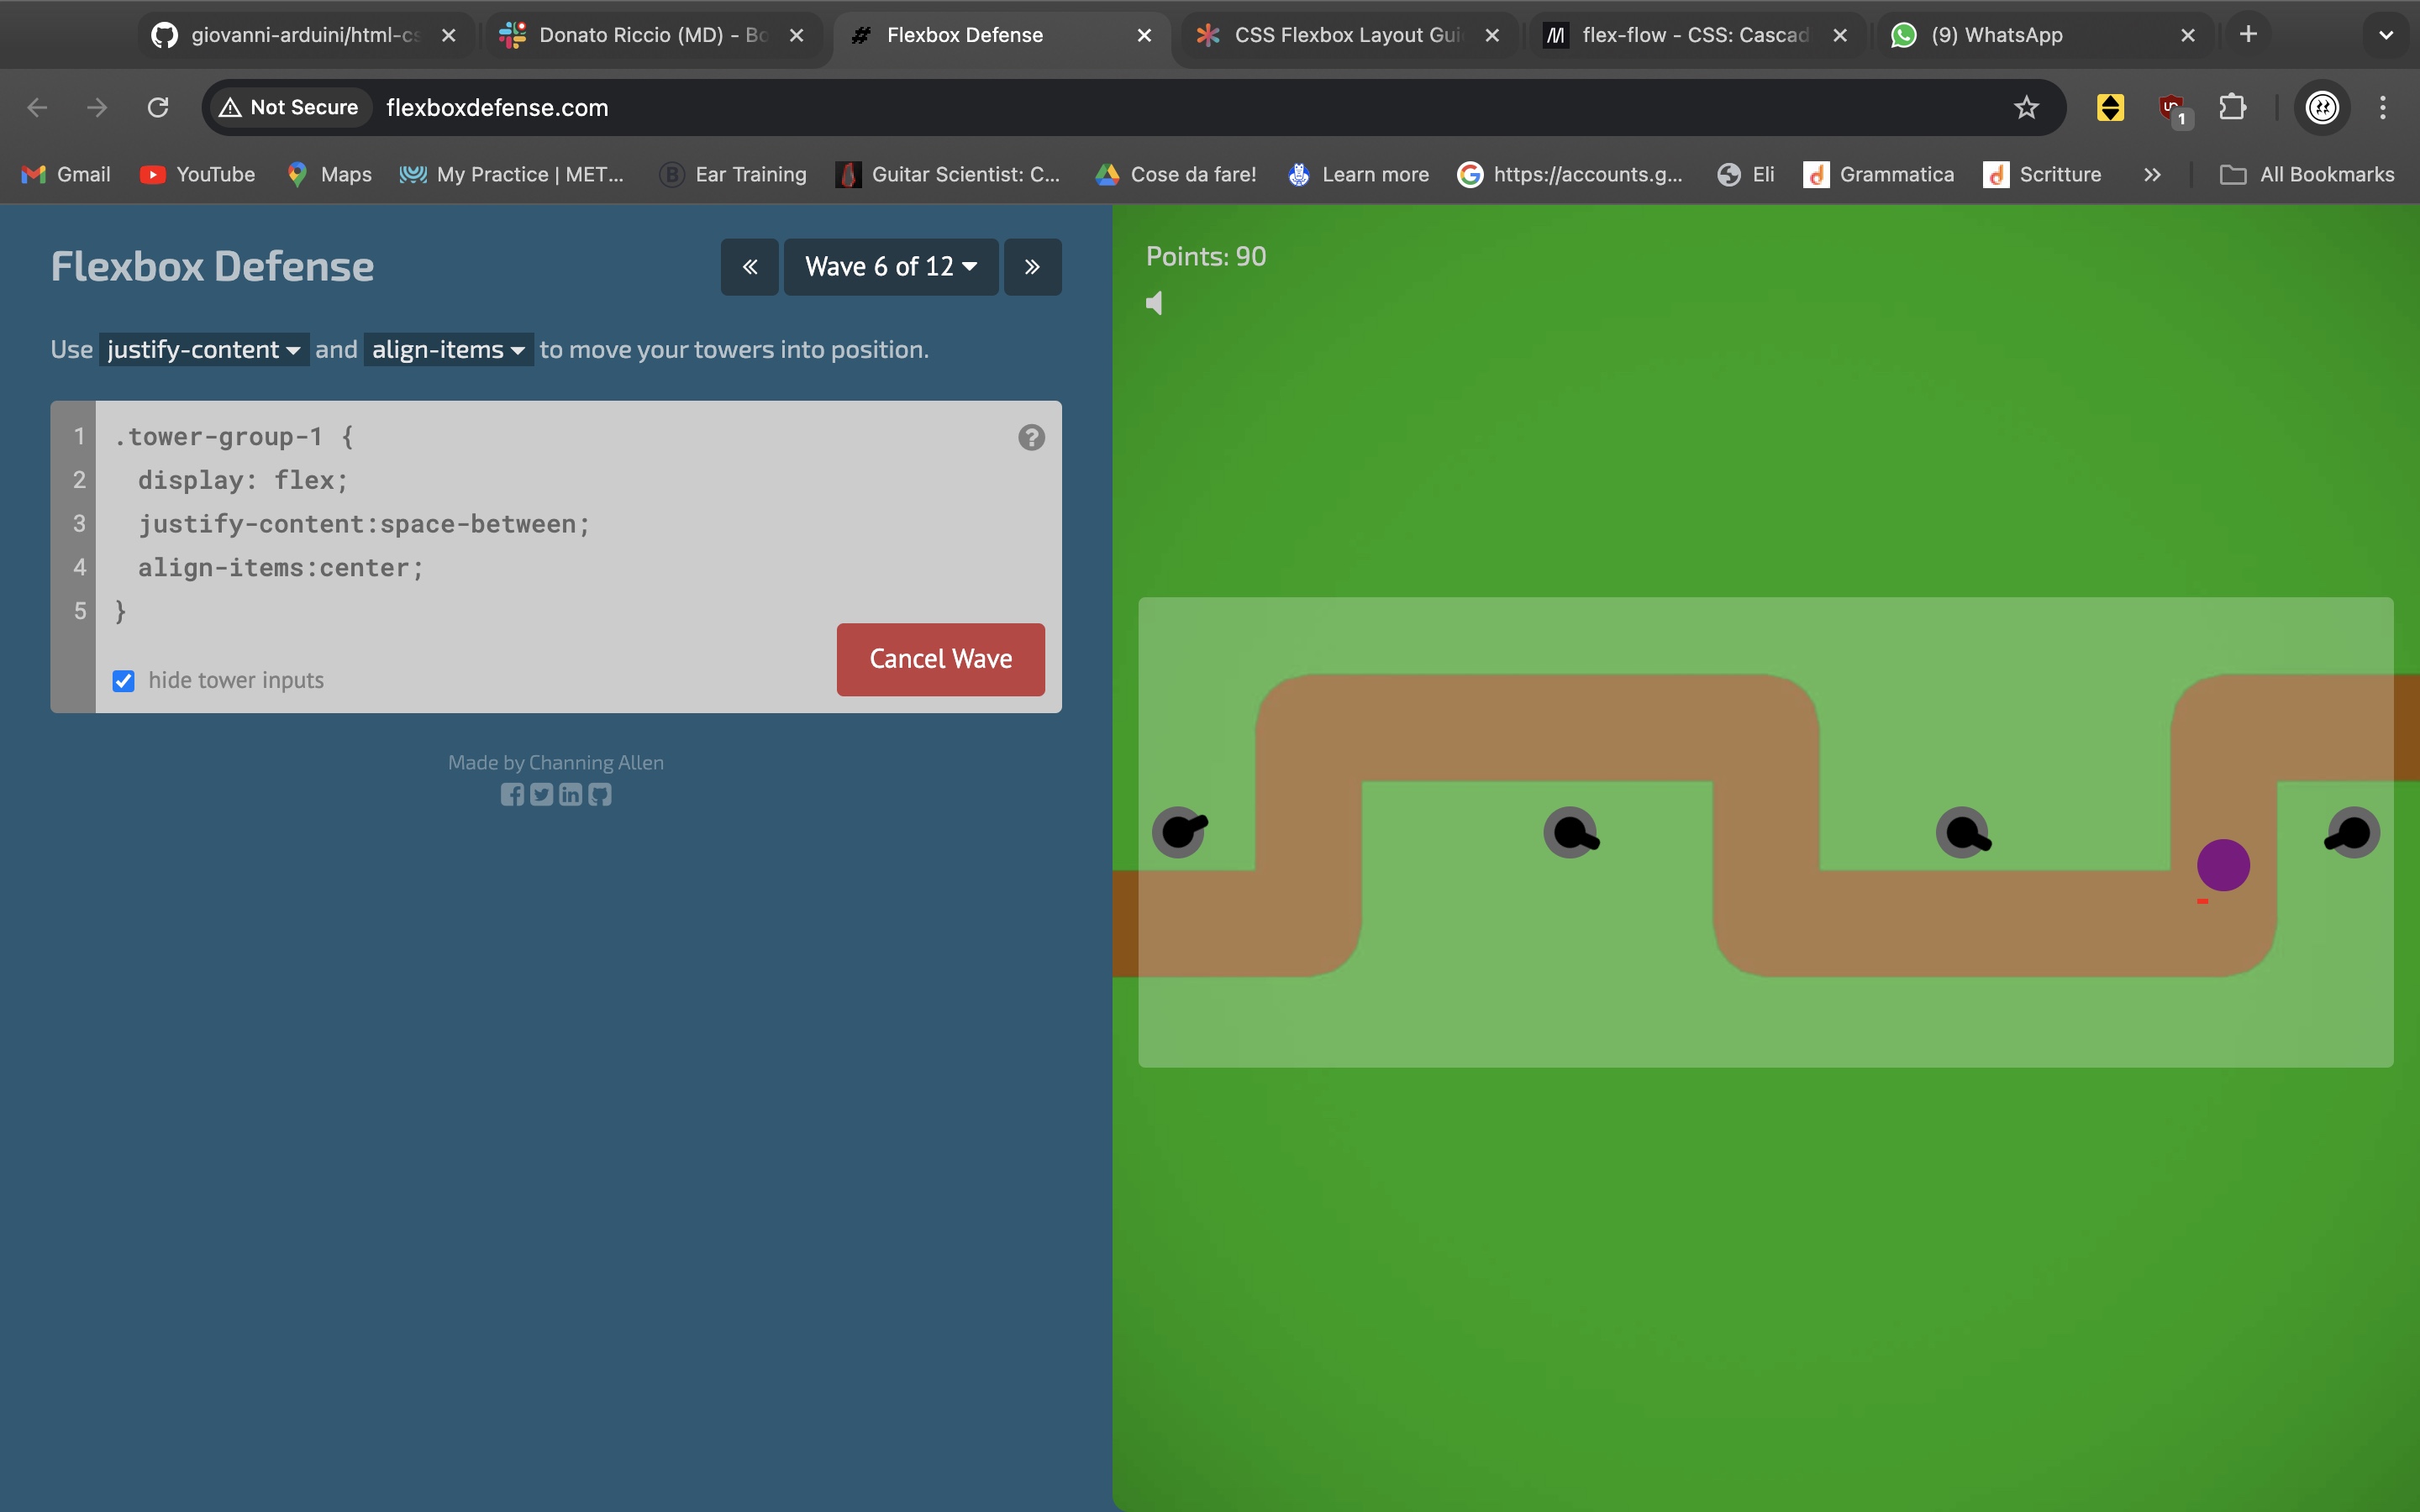 giovanni-arduini/html-cs
Donato Riccio (MD) - Bo
Flexbox Defense
CSS Flexbox Layout Gui
flex-flow - CSS: Cascad
(9) WhatsApp
Not Secure
flexboxdefense.com
1
Gmail
YouTube
Maps
My Practice | MET...
Ear Training
Guitar Scientist: C...
Cose da fare!
Learn more
https://accounts.g...
Eli
Grammatica
Scritture
All Bookmarks
Flexbox Defense
Wave 6 of 12
Use justify-content and align-items to move your towers into position.
1 .tower-group-1 {
2 display: flex;
3 justify-content:space-between;
4 align-items:center;
5 }
hide tower inputs
Cancel Wave
Made by Channing Allen
Points: 90